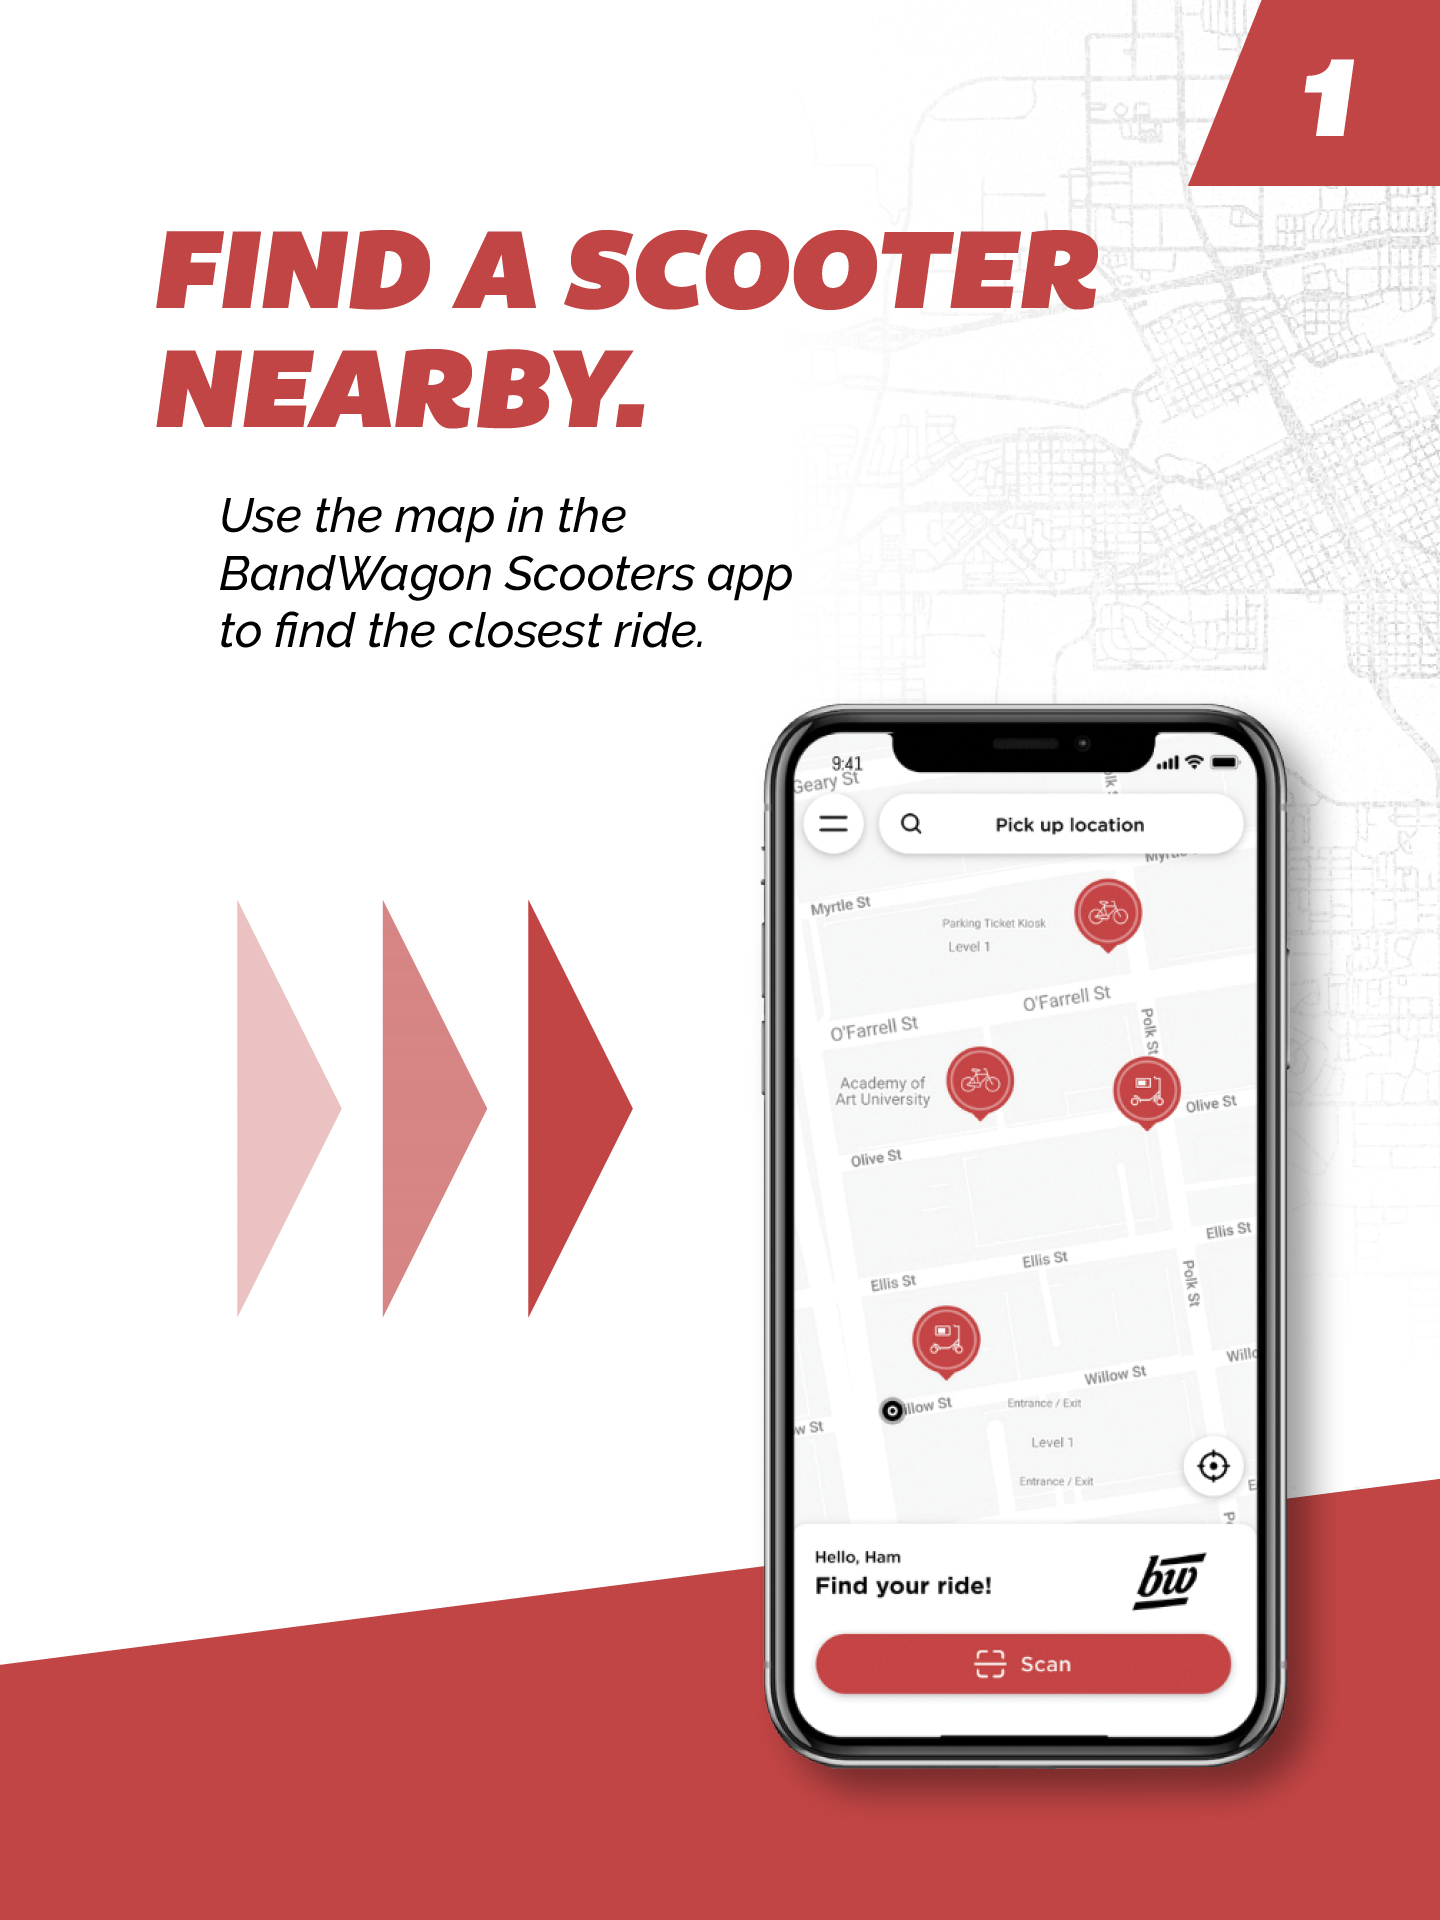 1
FIND A SCOOTER
NEARBY.
Use the map in the
BandWagon Scooters app
to find the closest ride.
9:41
Geary St
Pick up location
Myrtle St
Parking Ticket Kiosk
Level 1
O'Farrell St
O'Farrell St
Polk St
Academy of
Art University
Olive St
Olive St
Ellis St
Ellis St
Ellis St
Polk St
Willow St
Entrance / Exit
Level 1
Entrance / Exit
Hello, Ham
Find your ride!
bw
Scan